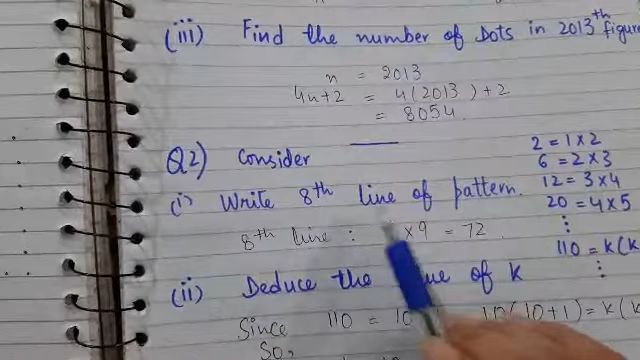 (iii) Find the number of Dots in 2013th figure
n = 2013
4n+2 = 4(2013) + 2
= 8054
Q2) Consider
2 = 1 × 2
6 = 2 × 3
12 = 3 × 4
20 = 4 × 5
⋮
110 = k(k
⋮
(i) Write 8th line of pattern.
8th line : × 9 = 72
(ii) Deduce the of k
Since 110 = 10 10(10+1) = k(k
So,